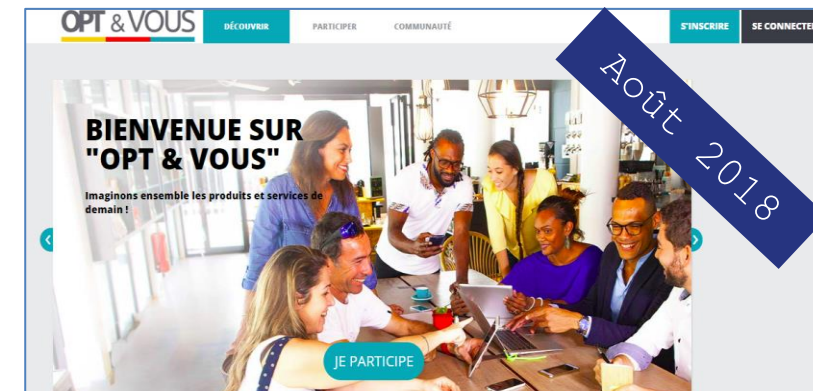 OPT & VOUS DÉCOUVRIR PARTICIPER COMMUNAUTÉ S'INSCRIRE SE CONNECTER
Août 2018
BIENVENUE SUR
"OPT & VOUS"
Imaginons ensemble les produits et services de
demain !
JE PARTICIPE